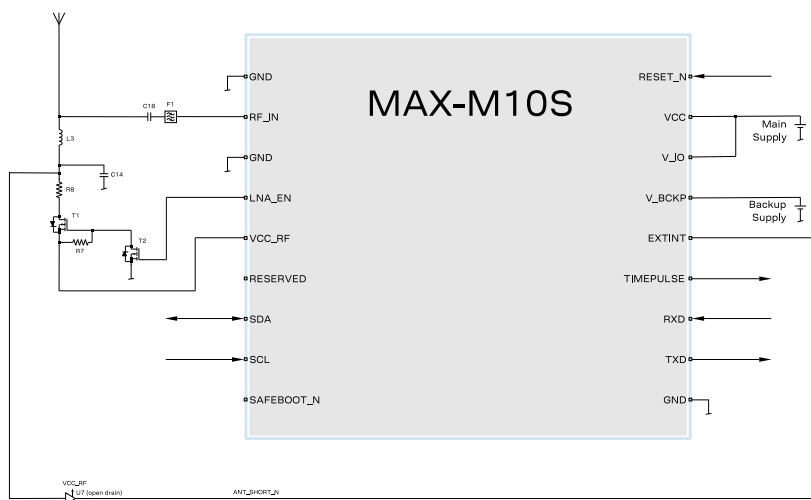 MAX-M10S
GND
RESET_N
C18
F1
RF_IN
VCC
Main
Supply
L3
GND
V_IO
C14
R8
LNA_EN
V_BCKP
Backup
Supply
T1
T2
VCC_RF
EXTINT
R7
RESERVED
TIMEPULSE
SDA
RXD
SCL
TXD
SAFEBOOT_N
GND
VCC_RF
U7 (open drain)
ANT_SHORT_N